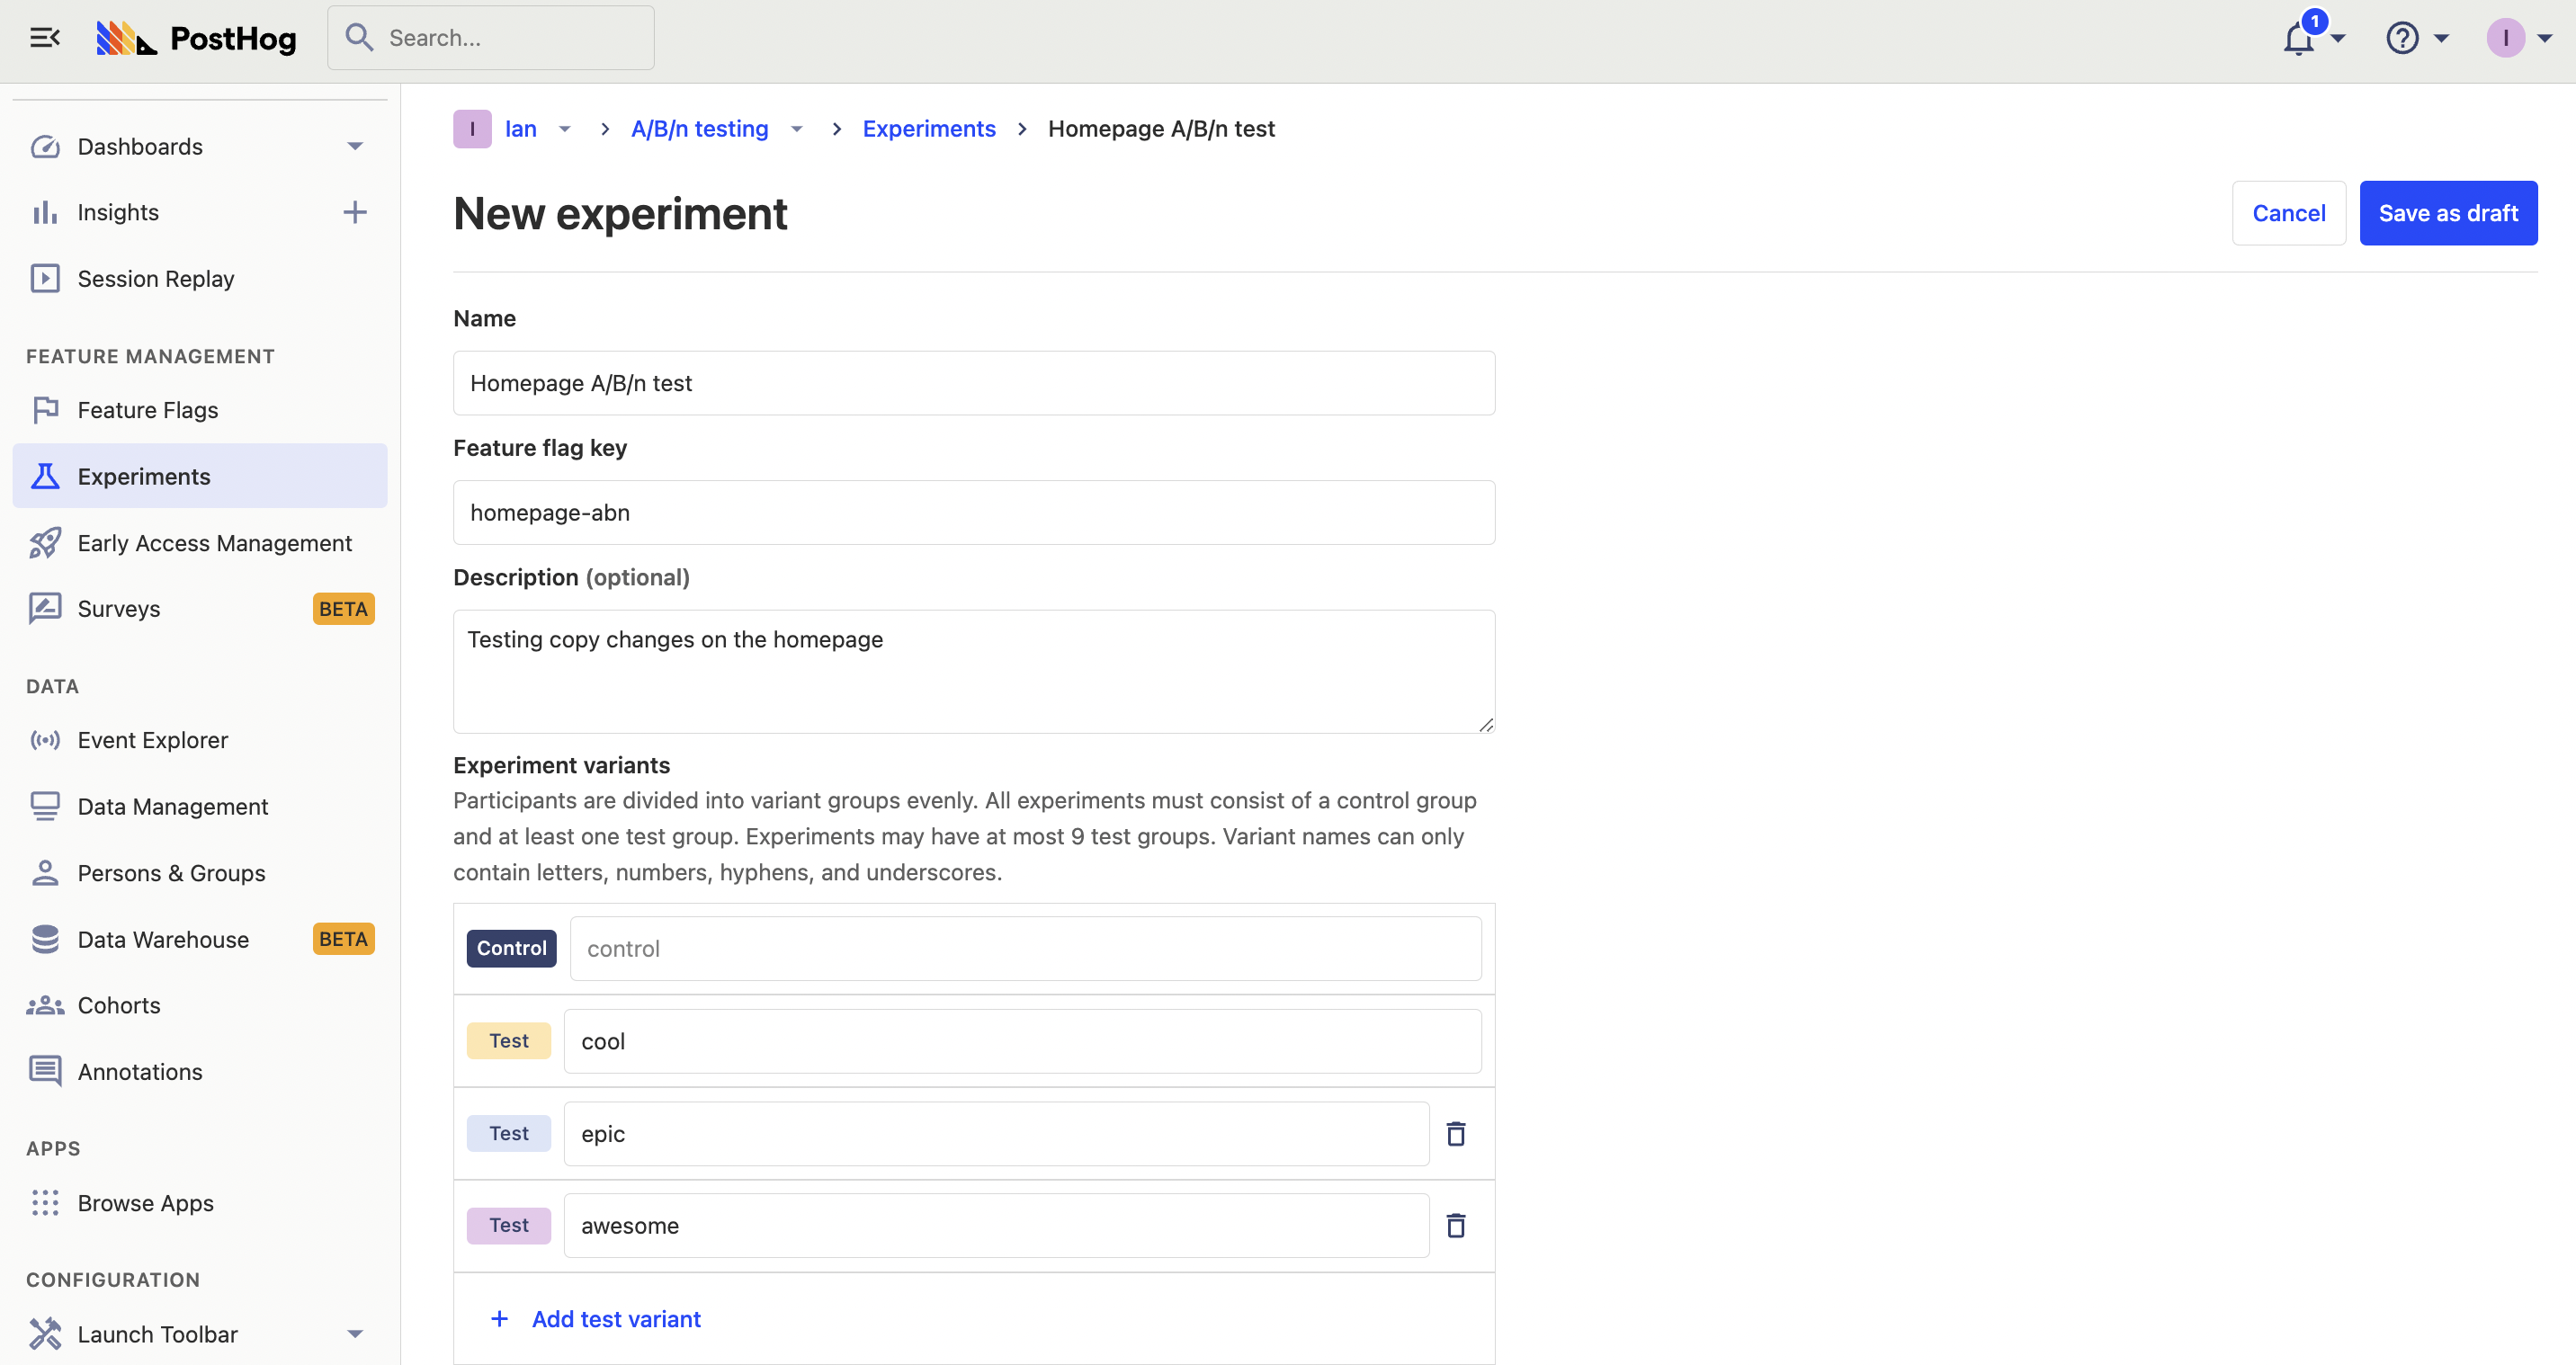 PostHog
Search...
1
I
Dashboards
Insights
Session Replay
FEATURE MANAGEMENT
Feature Flags
Experiments
Early Access Management
Surveys BETA
DATA
Event Explorer
Data Management
Persons & Groups
Data Warehouse BETA
Cohorts
Annotations
APPS
Browse Apps
CONFIGURATION
Launch Toolbar
I Ian > A/B/n testing > Experiments > Homepage A/B/n test
New experiment
Cancel
Save as draft
Name
Homepage A/B/n test
Feature flag key
homepage-abn
Description (optional)
Testing copy changes on the homepage
Experiment variants
Participants are divided into variant groups evenly. All experiments must consist of a control group
and at least one test group. Experiments may have at most 9 test groups. Variant names can only
contain letters, numbers, hyphens, and underscores.
Control control
Test cool
Test epic
Test awesome
+ Add test variant